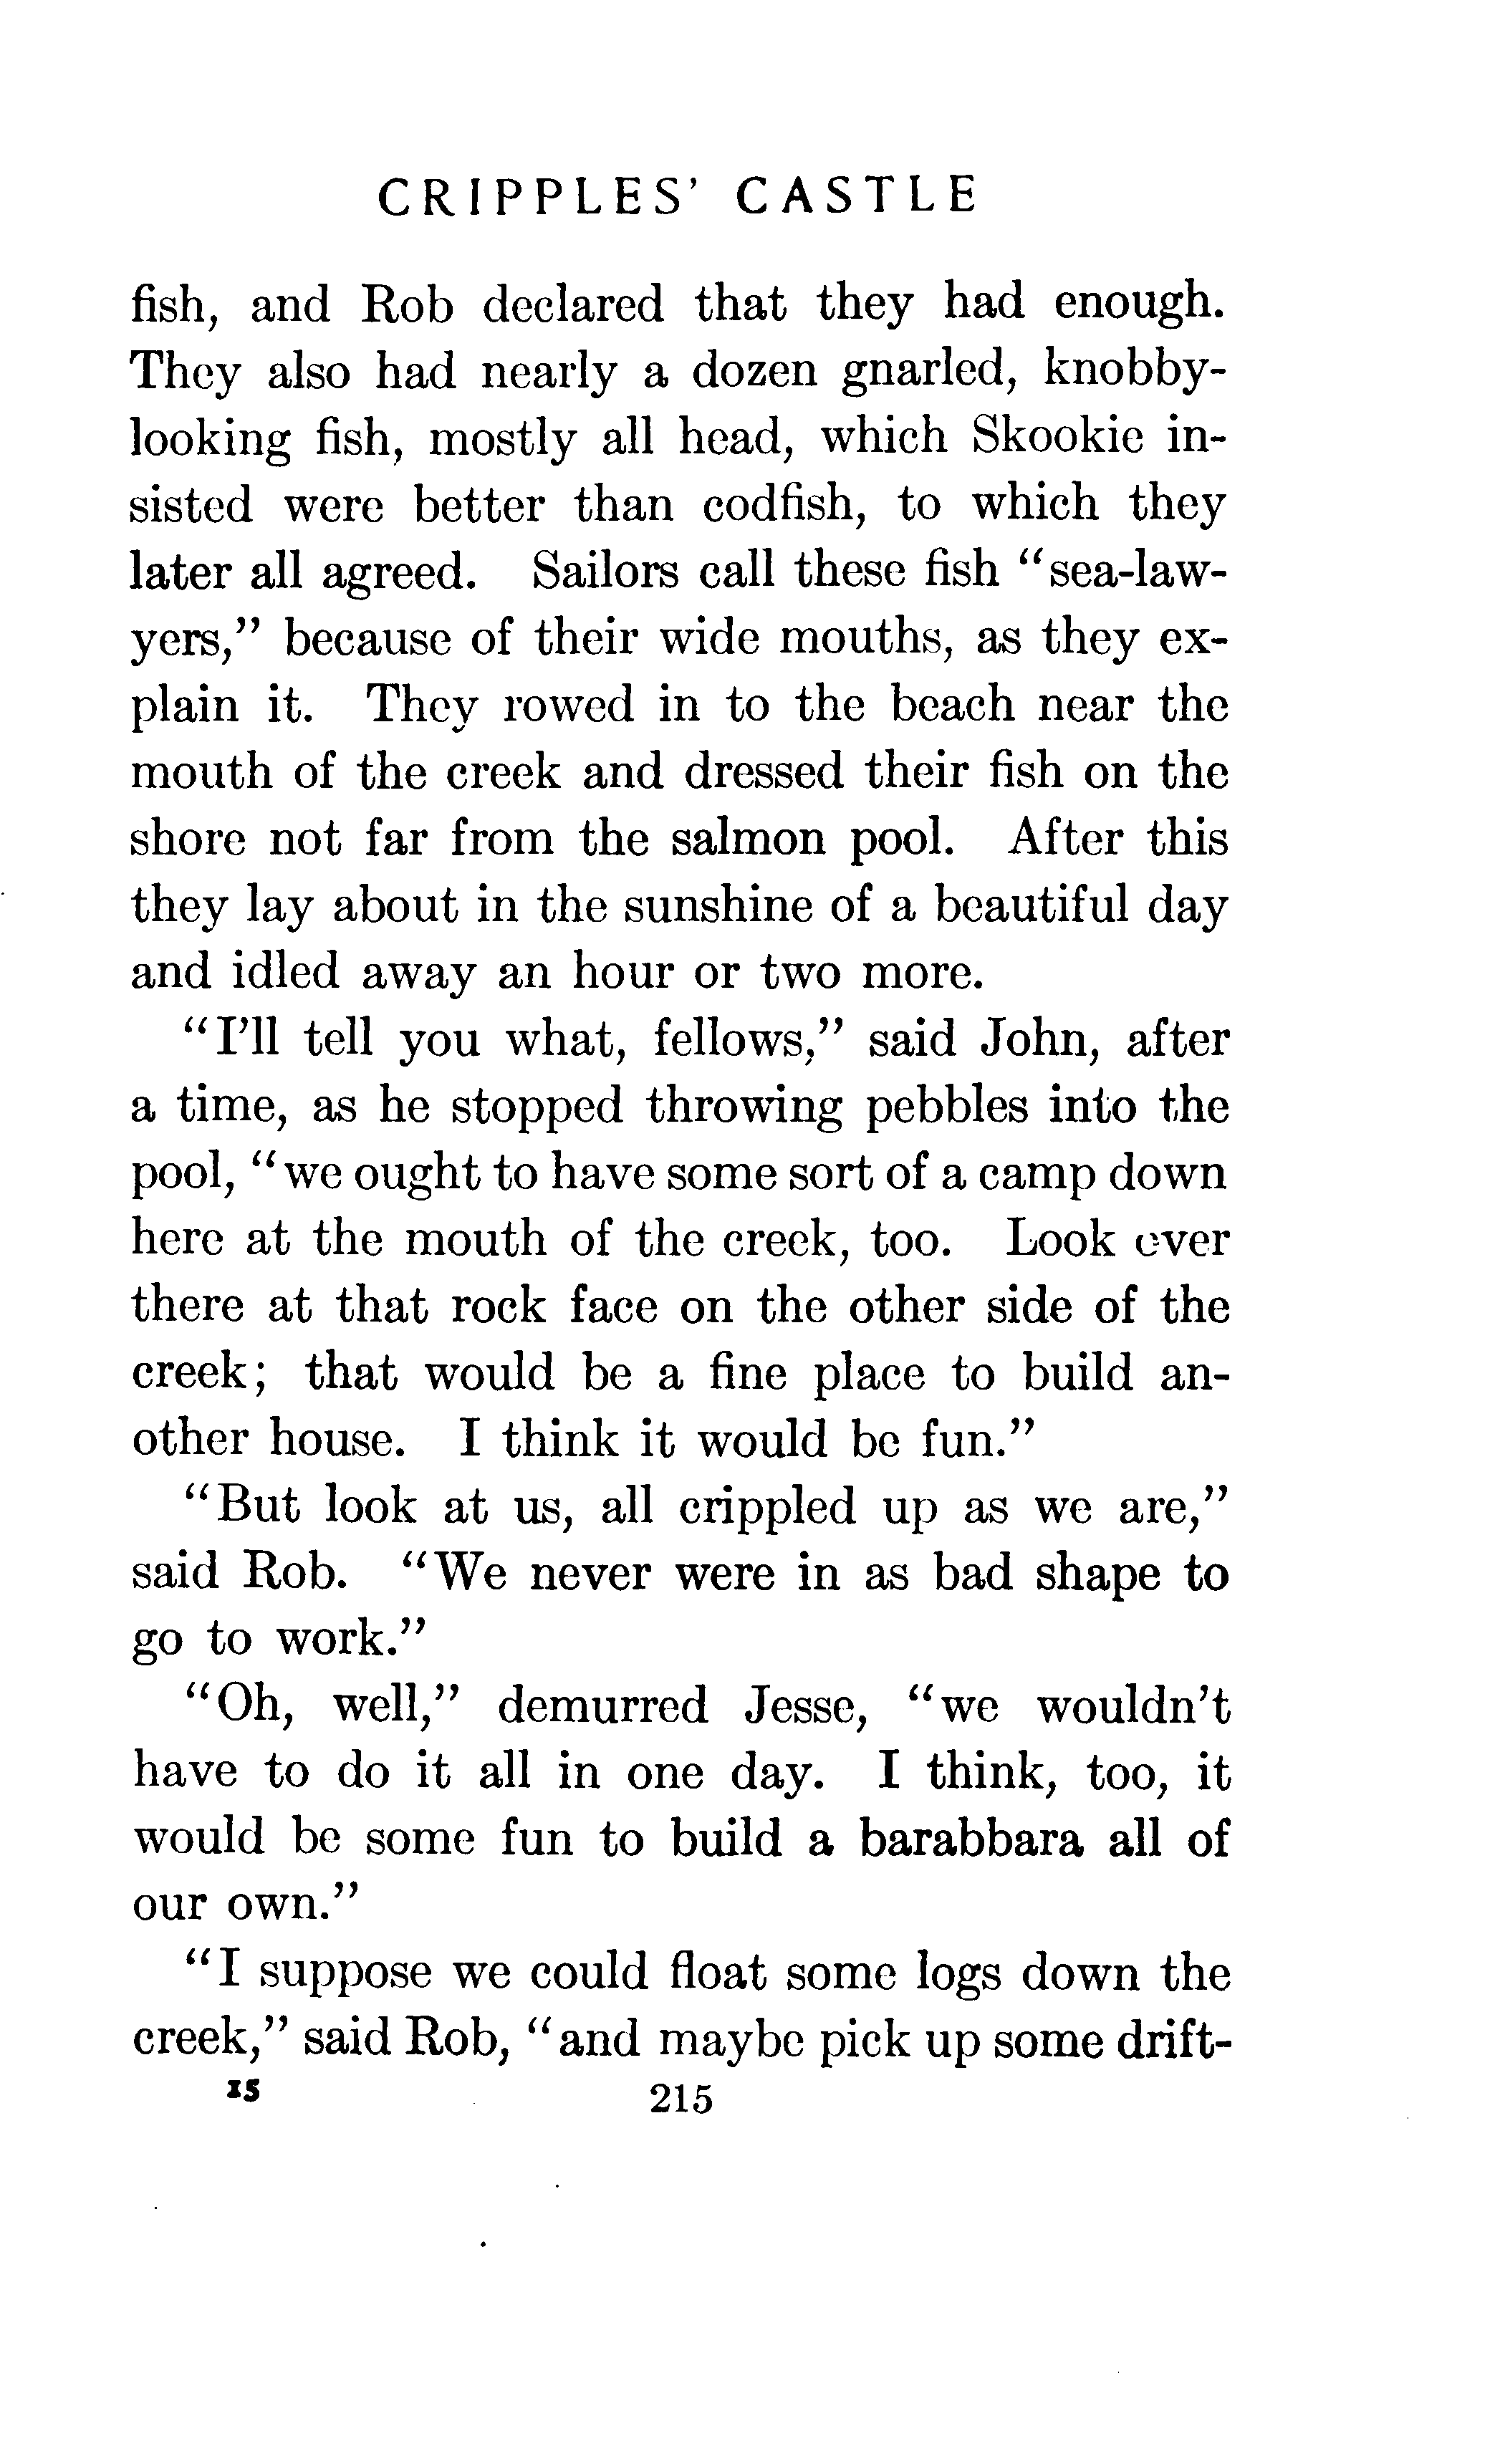 CRIPPLES' CASTLE
fish, and Rob declared that they had enough.
They also had nearly a dozen gnarled, knobby-
looking fish, mostly all head, which Skookie in-
sisted were better than codfish, to which they
later all agreed. Sailors call these fish "sea-law-
yers," because of their wide mouths, as they ex-
plain it. They rowed in to the beach near the
mouth of the creek and dressed their fish on the
shore not far from the salmon pool. After this
they lay about in the sunshine of a beautiful day
and idled away an hour or two more.
"I'll tell you what, fellows," said John, after
a time, as he stopped throwing pebbles into the
pool, "we ought to have some sort of a camp down
here at the mouth of the creek, too. Look over
there at that rock face on the other side of the
creek; that would be a fine place to build an-
other house. I think it would be fun."
"But look at us, all crippled up as we are,"
said Rob. "We never were in as bad shape to
go to work."
"Oh, well," demurred Jesse, "we wouldn't
have to do it all in one day. I think, too, it
would be some fun to build a barabbara all of
our own."
"I suppose we could float some logs down the
creek," said Rob, "and maybe pick up some drift-
15 215